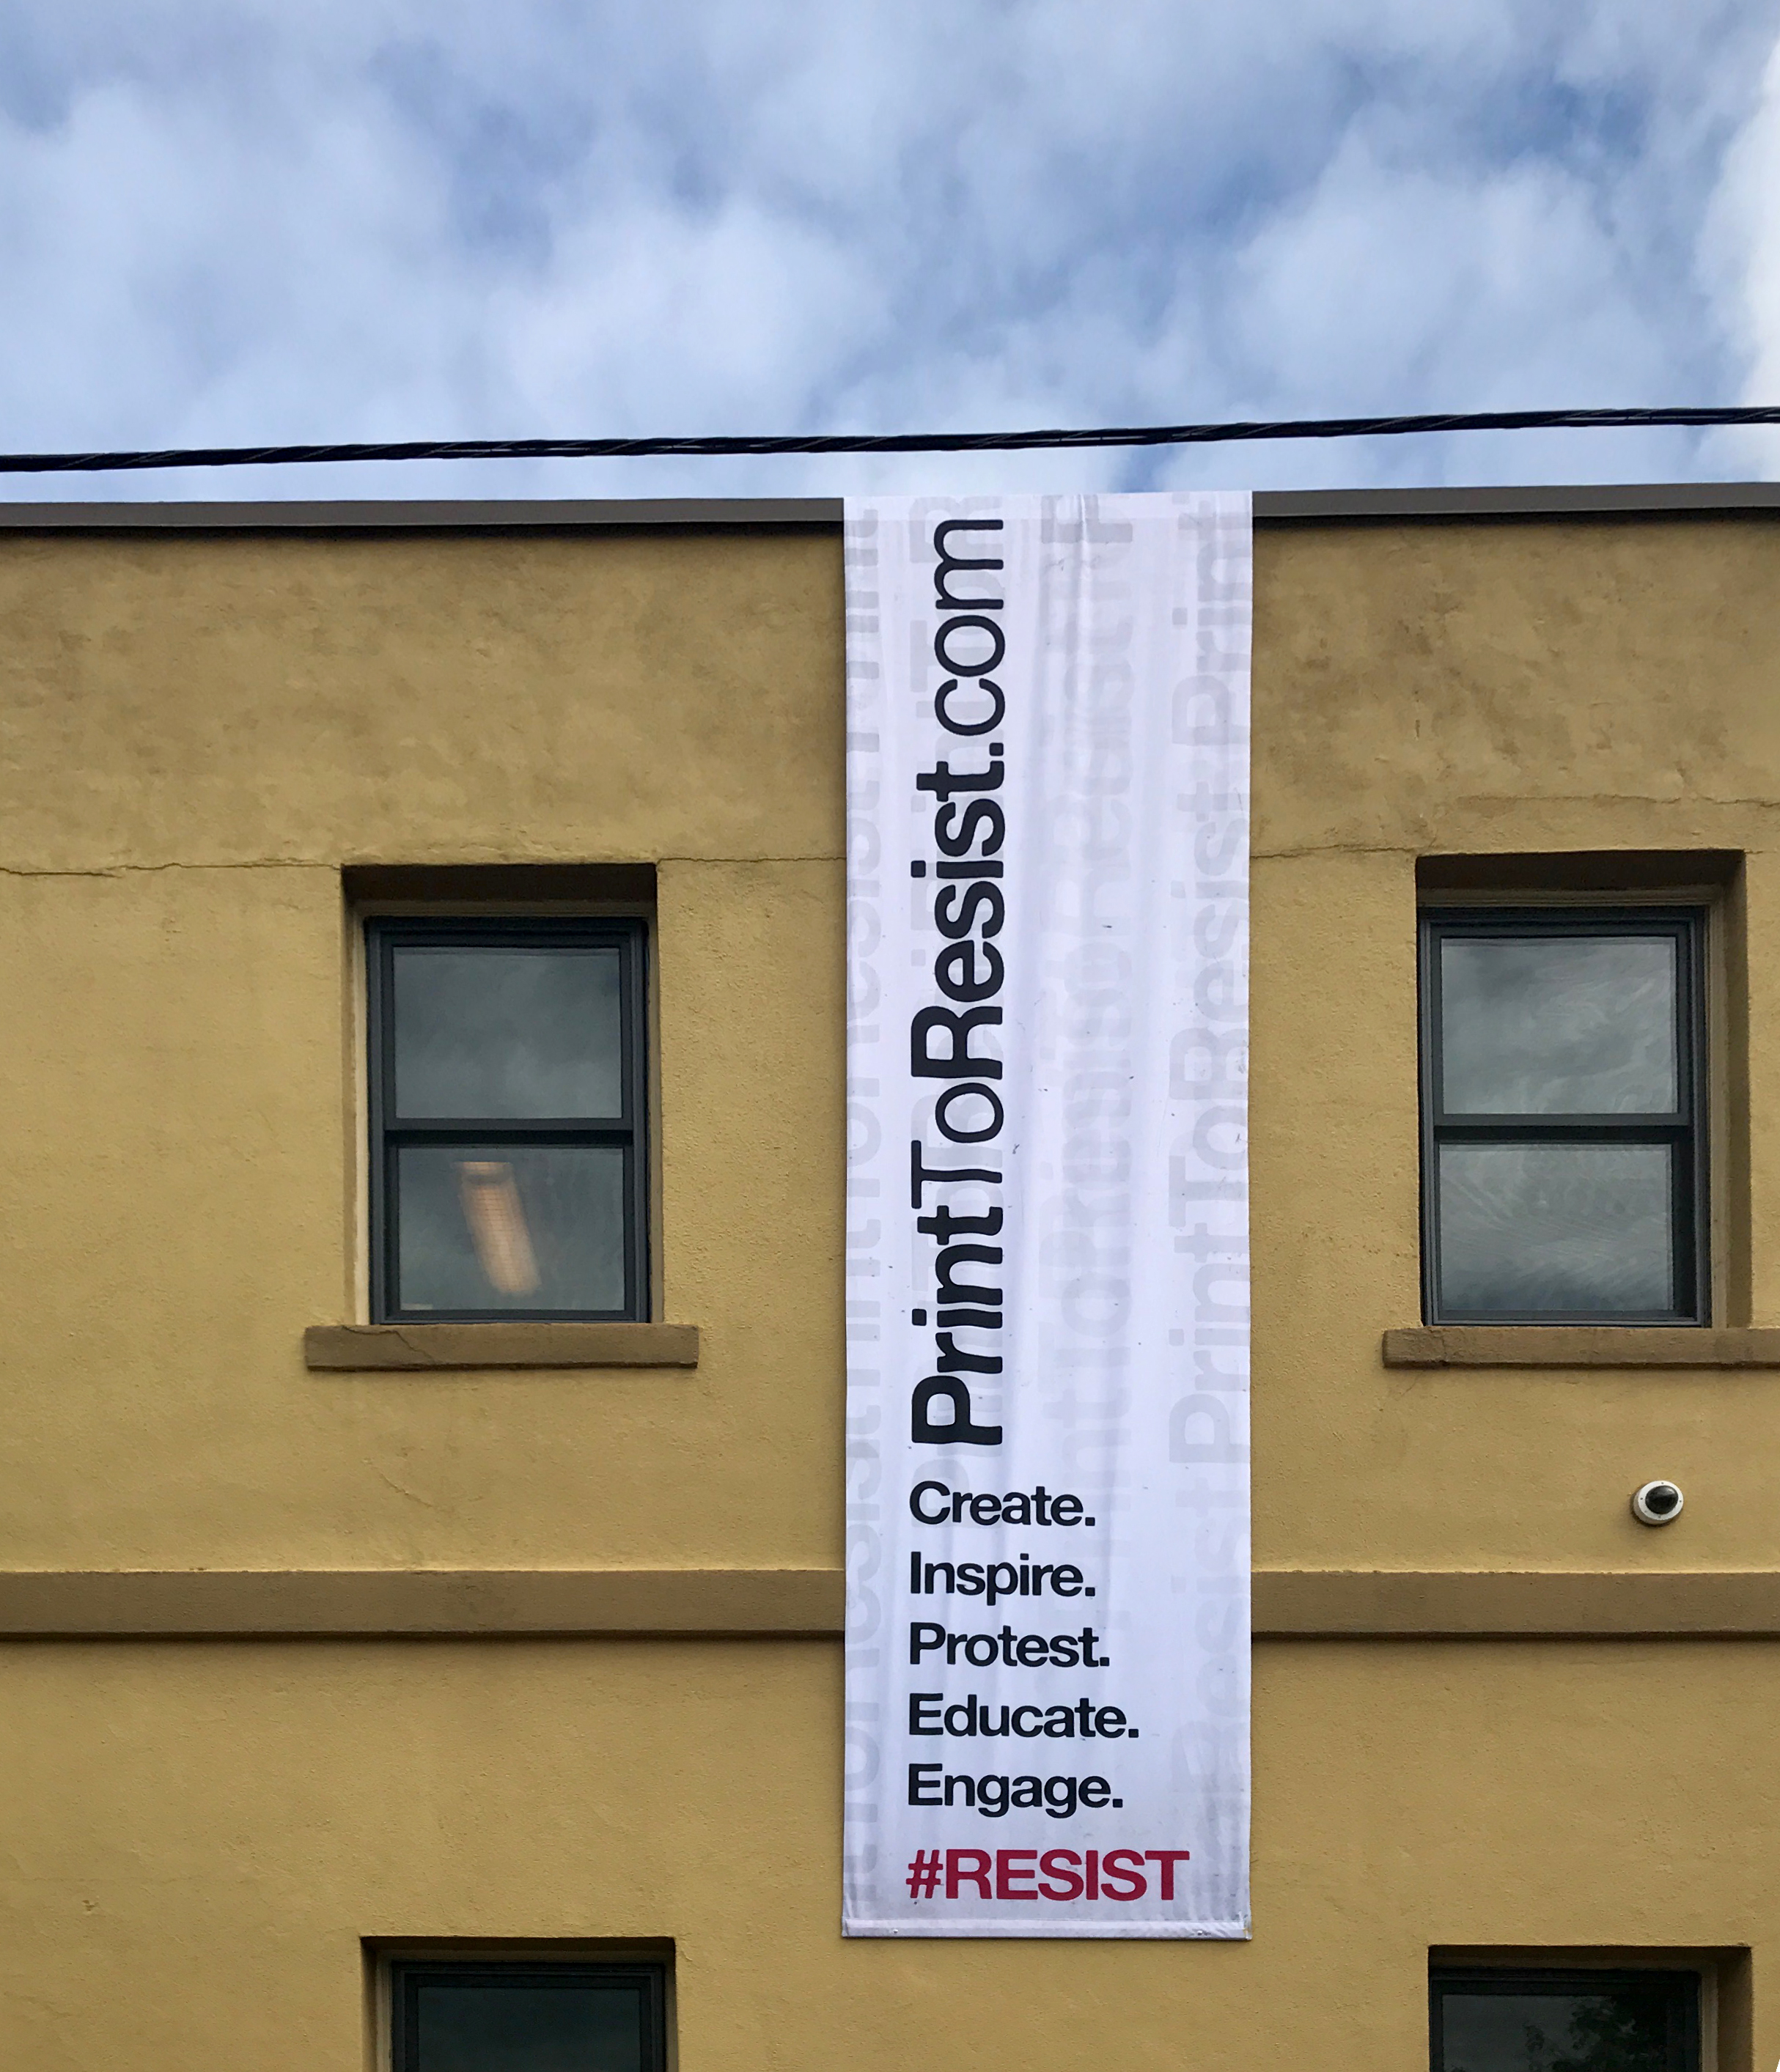 PrintToResist.com
Create.
Inspire.
Protest.
Educate.
Engage.
#RESIST